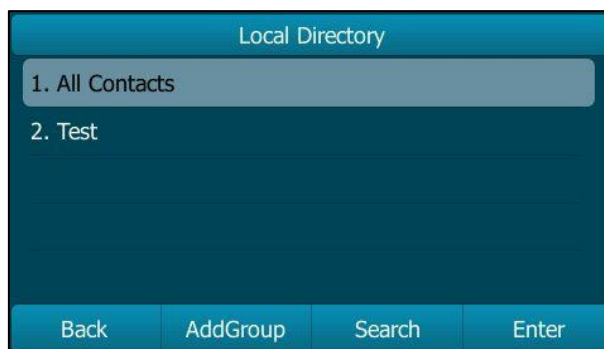 Local Directory
1. All Contacts
2. Test
Back AddGroup Search Enter